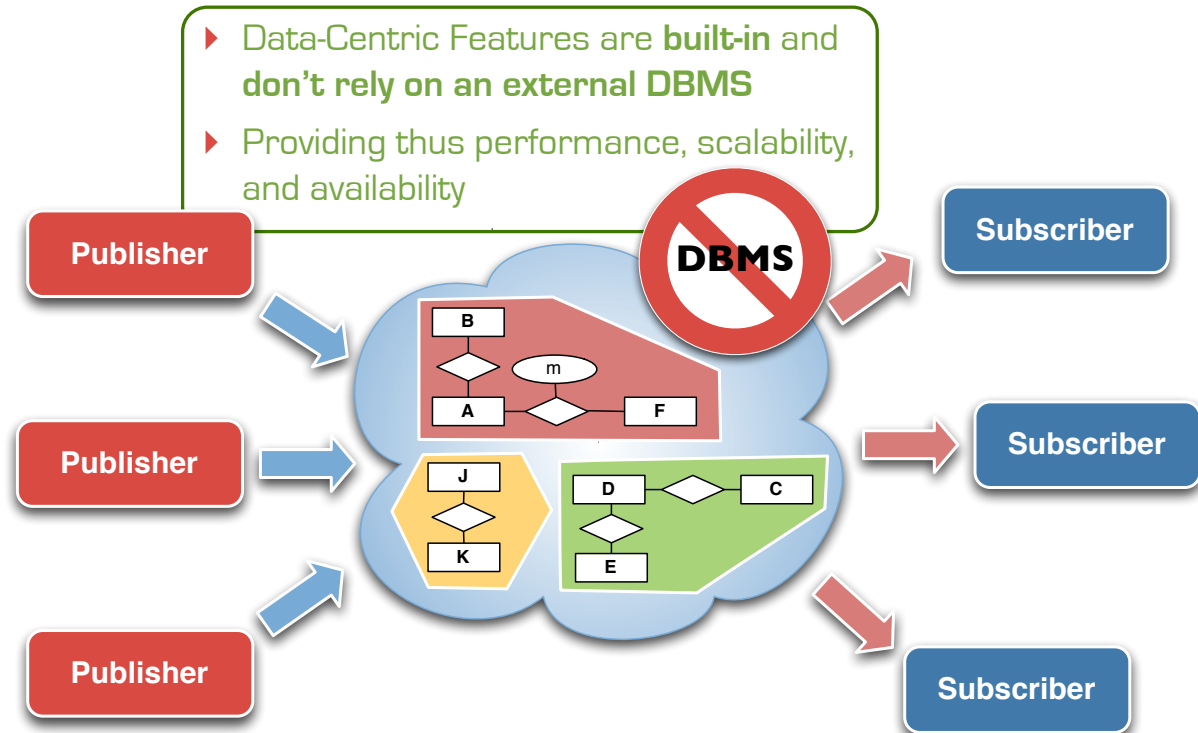 Data-Centric Features are built-in and
don't rely on an external DBMS
Providing thus performance, scalability,
and availability
Publisher
Subscriber
DBMS
B
m
A
F
Publisher
Subscriber
J
D
C
K
E
Publisher
Subscriber